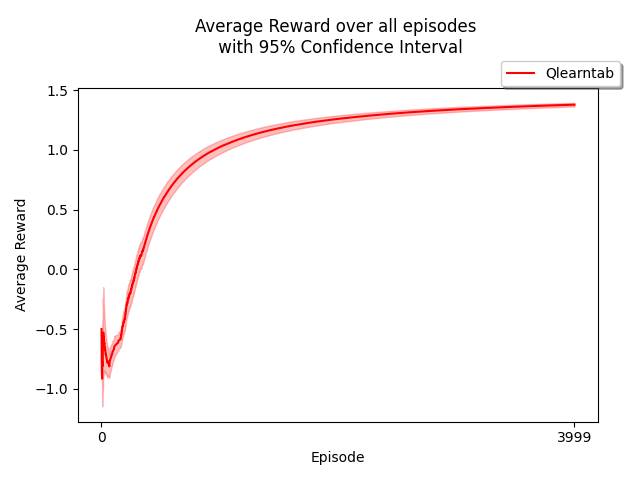 Average Reward over all episodes
with 95% Confidence Interval
Qlearntab
1.5
1.0
0.5
0.0
−0.5
−1.0
Average Reward
0
3999
Episode